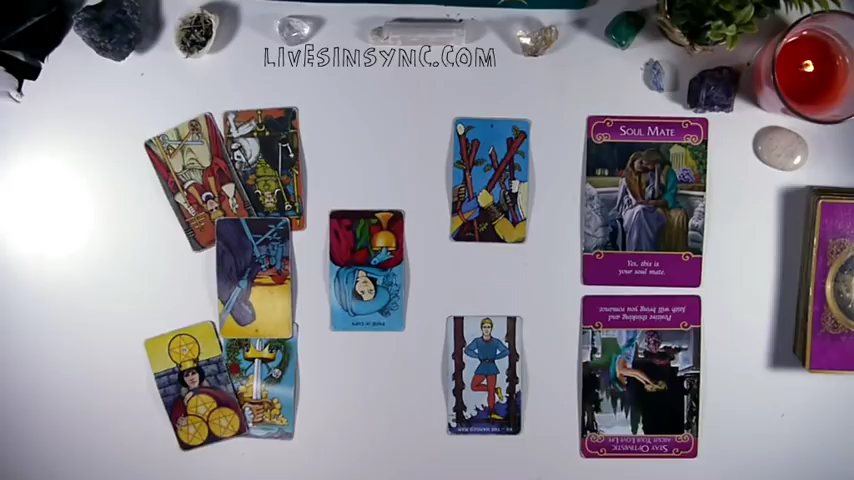 LIVESINSYNC.COM
SOUL MATE
Yes, this is
your soul mate.
Positive thinking and
faith will bring you romance.
STAY OPTIMISTIC
ABOUT YOUR LOVE LIFE